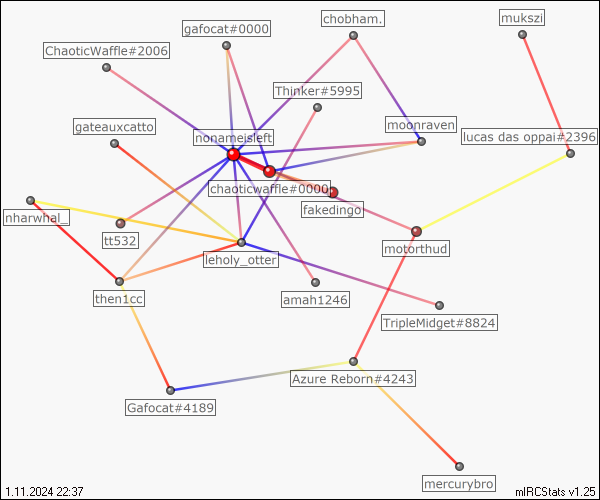 chobham.
mukszi
gafocat#0000
ChaoticWaffle#2006
Thinker#5995
moonraven
gateauxcatto
nonameisleft
lucas das oppai#2396
chaoticwaffle#0000
fakedingo
nharwhal_
tt532
motorthud
leholy_otter
then1cc
amah1246
TripleMidget#8824
Azure Reborn#4243
Gafocat#4189
mercurybro
1.11.2024 22:37
mIRCStats v1.25